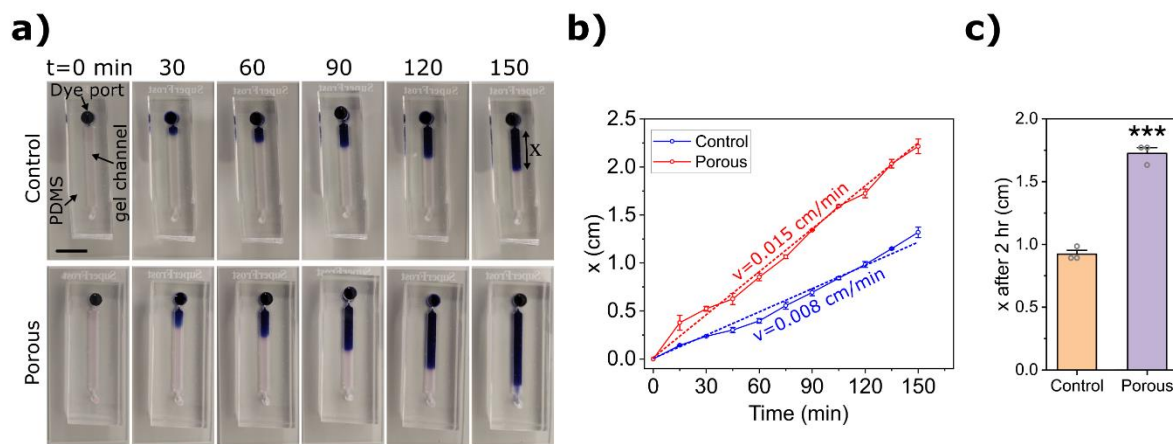 a)
t=0 min 30 60 90 120 150
Control
SuperFrost SuperFrost SuperFrost SuperFrost SuperFrost
Dye port
gel channel
PDMS
X
Porous
SuperFrost SuperFrost SuperFrost SuperFrost SuperFrost SuperFrost
b)
Control
Porous
v=0.015 cm/min
v=0.008 cm/min
x (cm)
2.5
2.0
1.5
1.0
0.5
0.0
0 30 60 90 120 150
Time (min)
c)
***
x after 2 hr (cm)
2.0
1.5
1.0
0.5
0
Control Porous